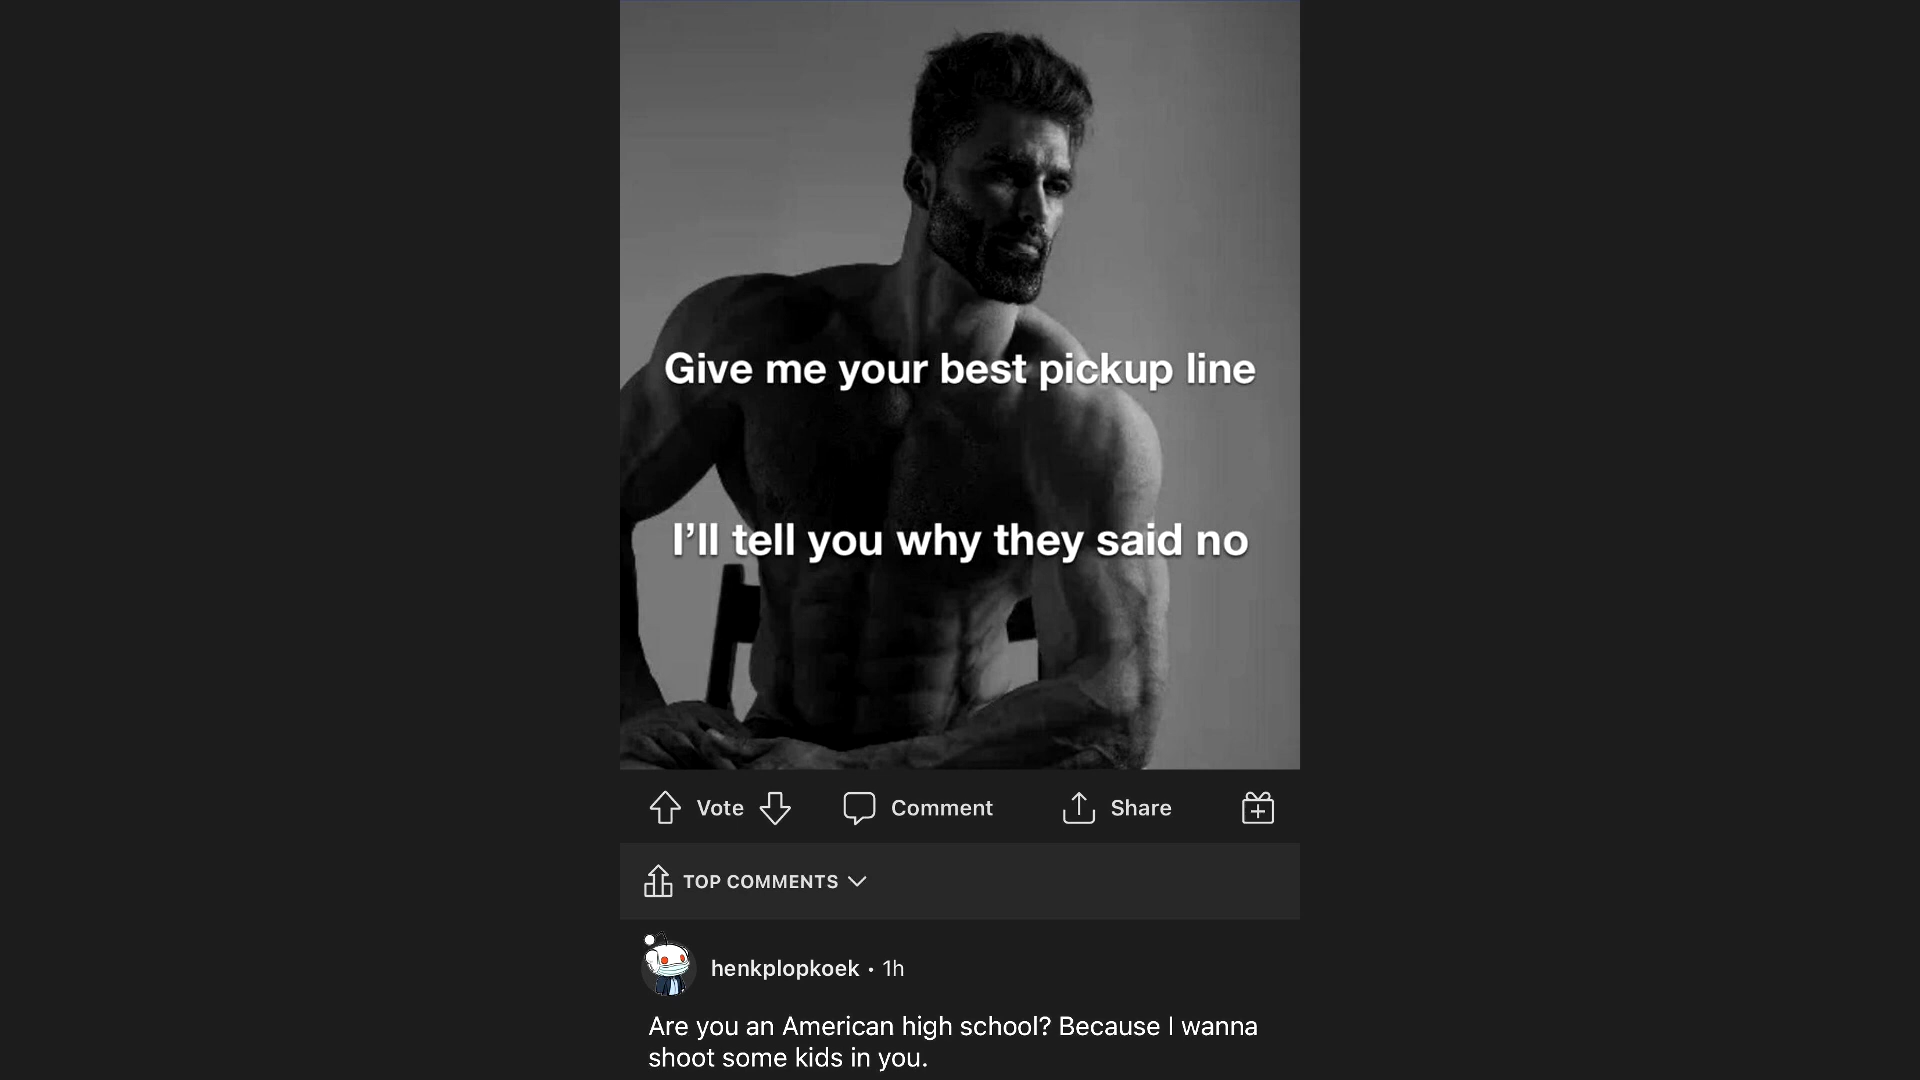 Give me your best pickup line
I’ll tell you why they said no
Vote
Comment
Share
TOP COMMENTS
henkplopkoek • 1h
Are you an American high school? Because I wanna
shoot some kids in you.